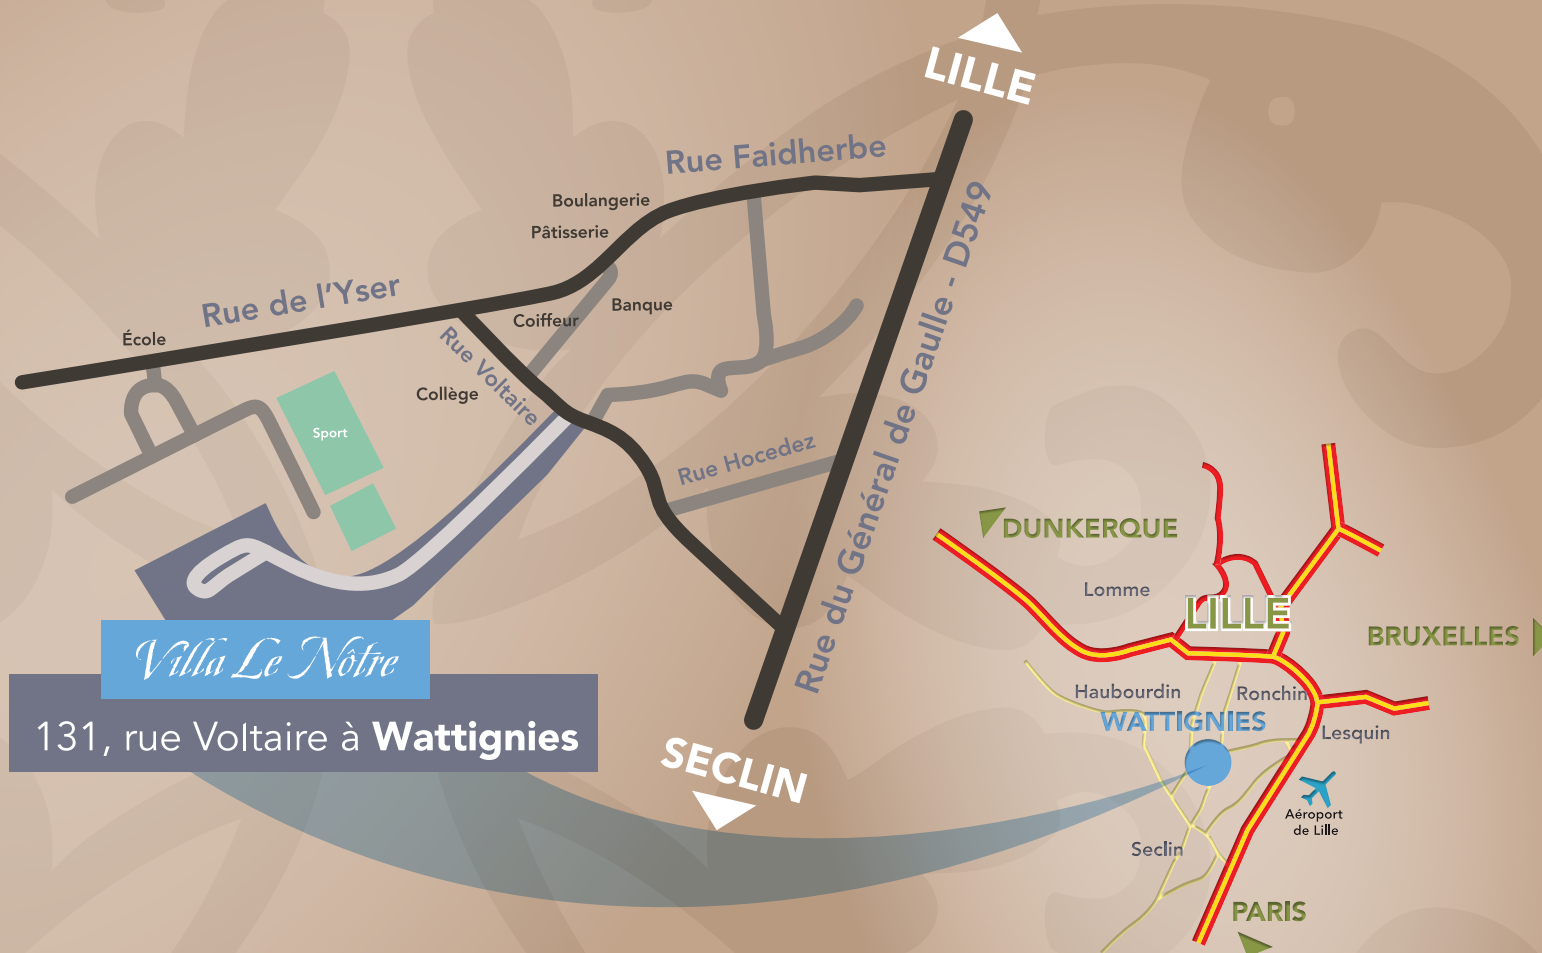 LILLE
Rue Faidherbe
Boulangerie
Pâtisserie
Rue de l'Yser
École
Coiffeur
Banque
Rue Voltaire
Collège
Sport
Rue Hocedez
Rue du Général de Gaulle - D549
SECLIN
Villa Le Nôtre
131, rue Voltaire à Wattignies
DUNKERQUE
Lomme
LILLE
BRUXELLES
Haubourdin
Ronchin
WATTIGNIES
Lesquin
Aéroport
de Lille
Seclin
PARIS